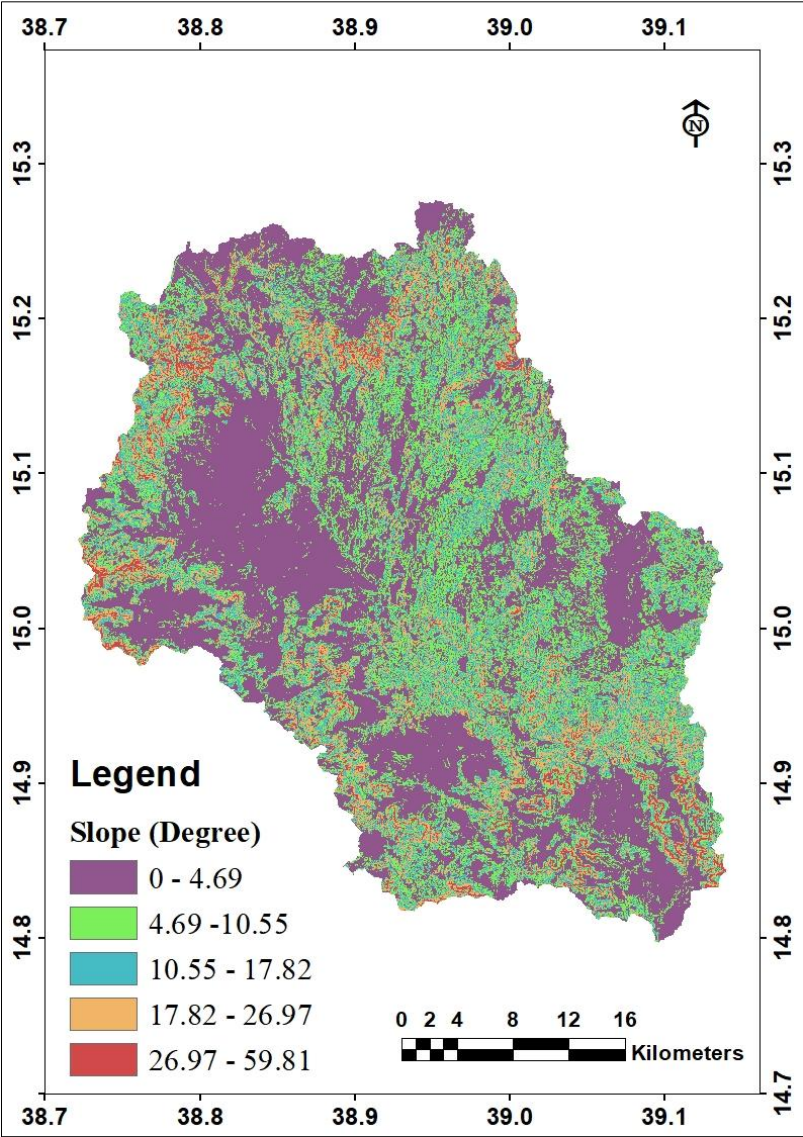 38.7 38.8 38.9 39.0 39.1
N
15.3 15.3
15.2 15.2
15.1 15.1
15.0 15.0
14.9 14.9
Legend
Slope (Degree)
0 - 4.69
4.69 -10.55
14.8 14.8
10.55 - 17.82
17.82 - 26.97
0 2 4 8 12 16
26.97 - 59.81
Kilometers
14.7
38.7 38.8 38.9 39.0 39.1